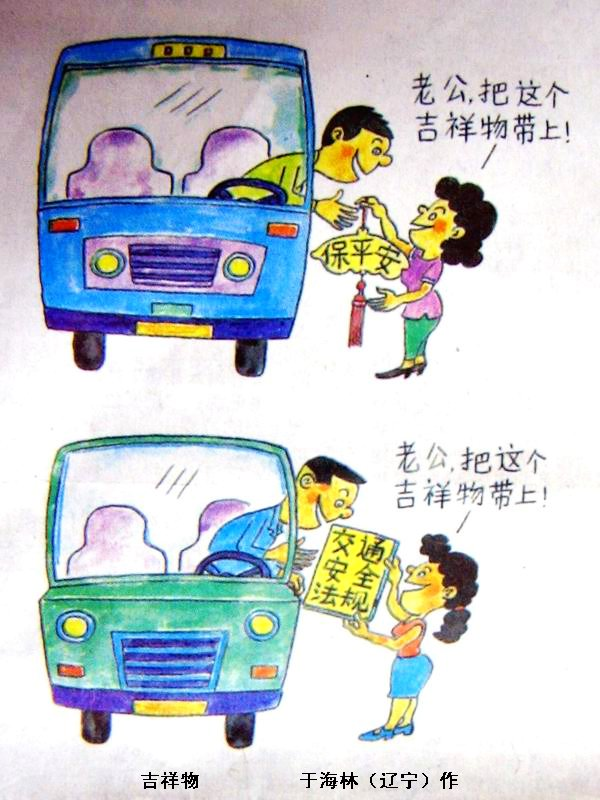 老公,把这个
吉祥物带上!
保平安
老公,把这个
吉祥物带上!
交通
安全
法规
吉祥物 于海林（辽宁）作